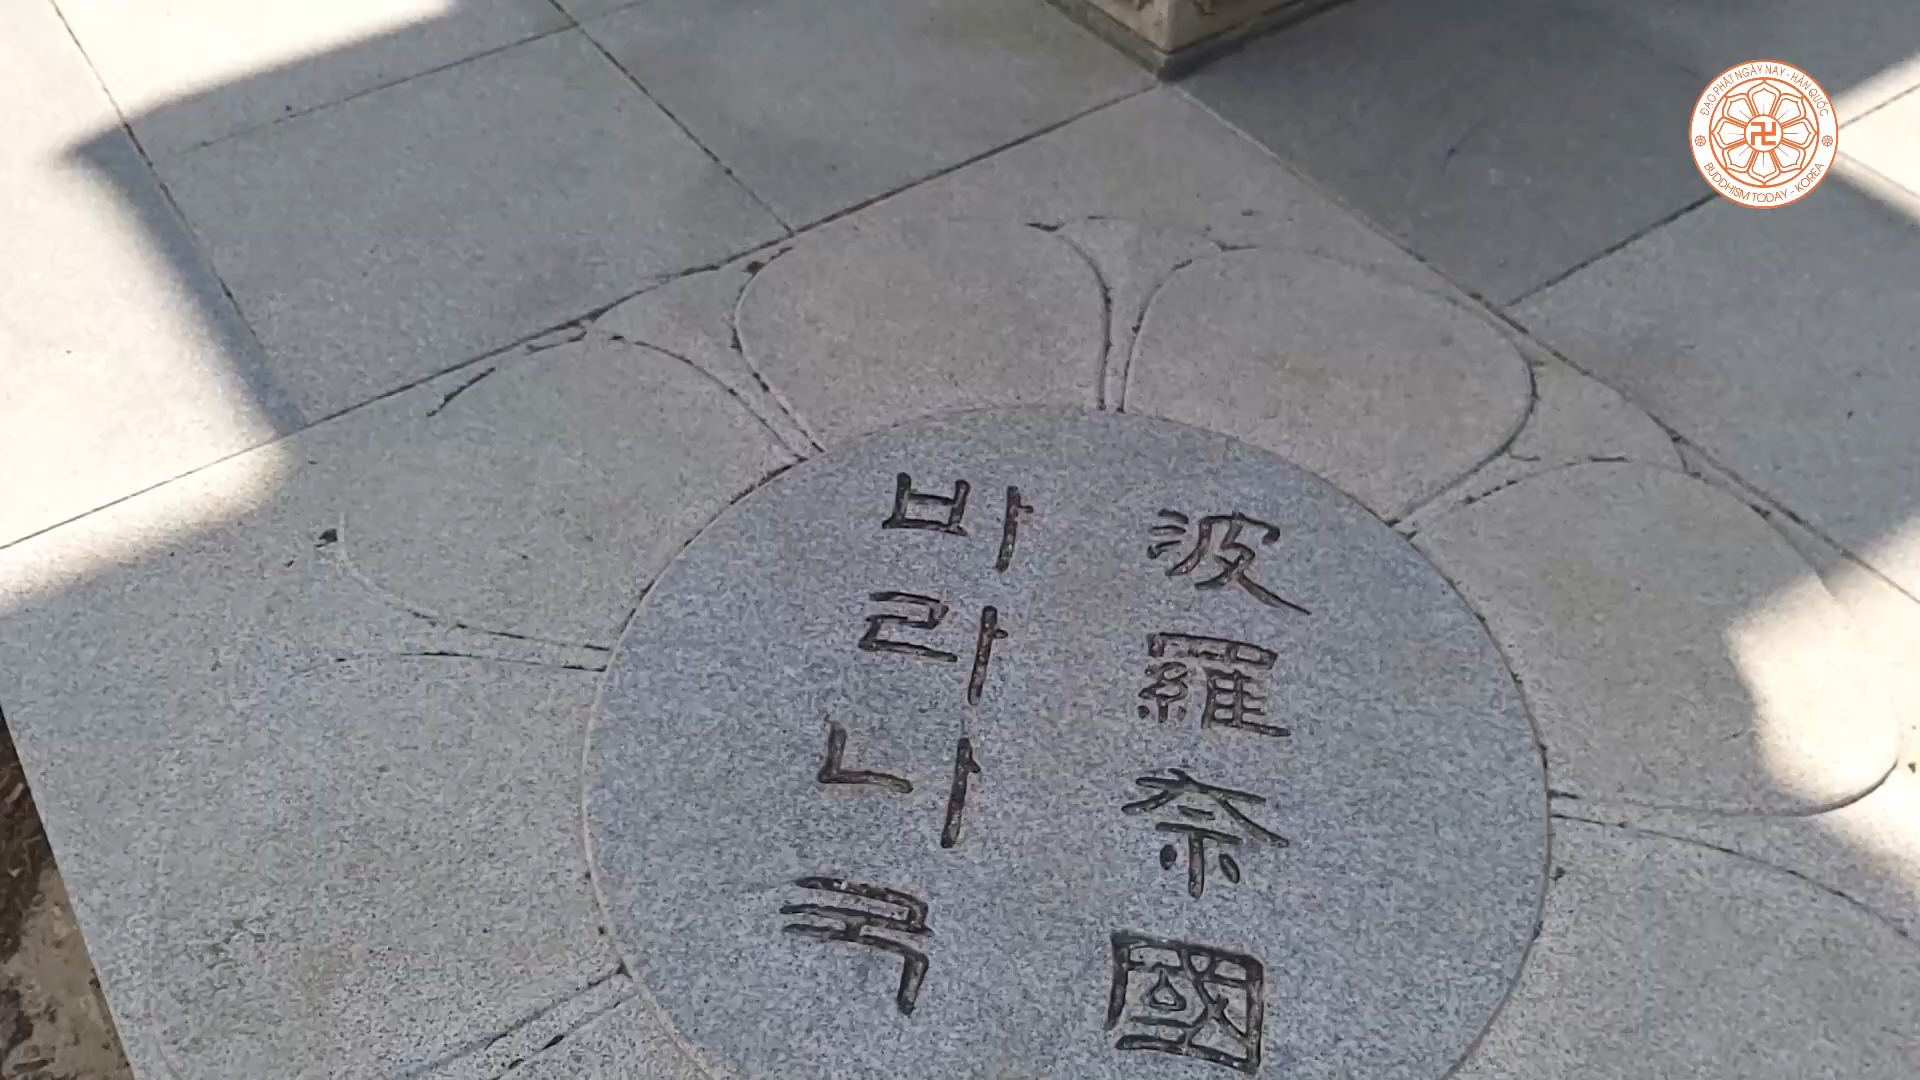 바라나국
波羅奈國
ĐẠO PHẬT NGÀY NAY - HÀN QUỐC
BUDDHISM TODAY - KOREA